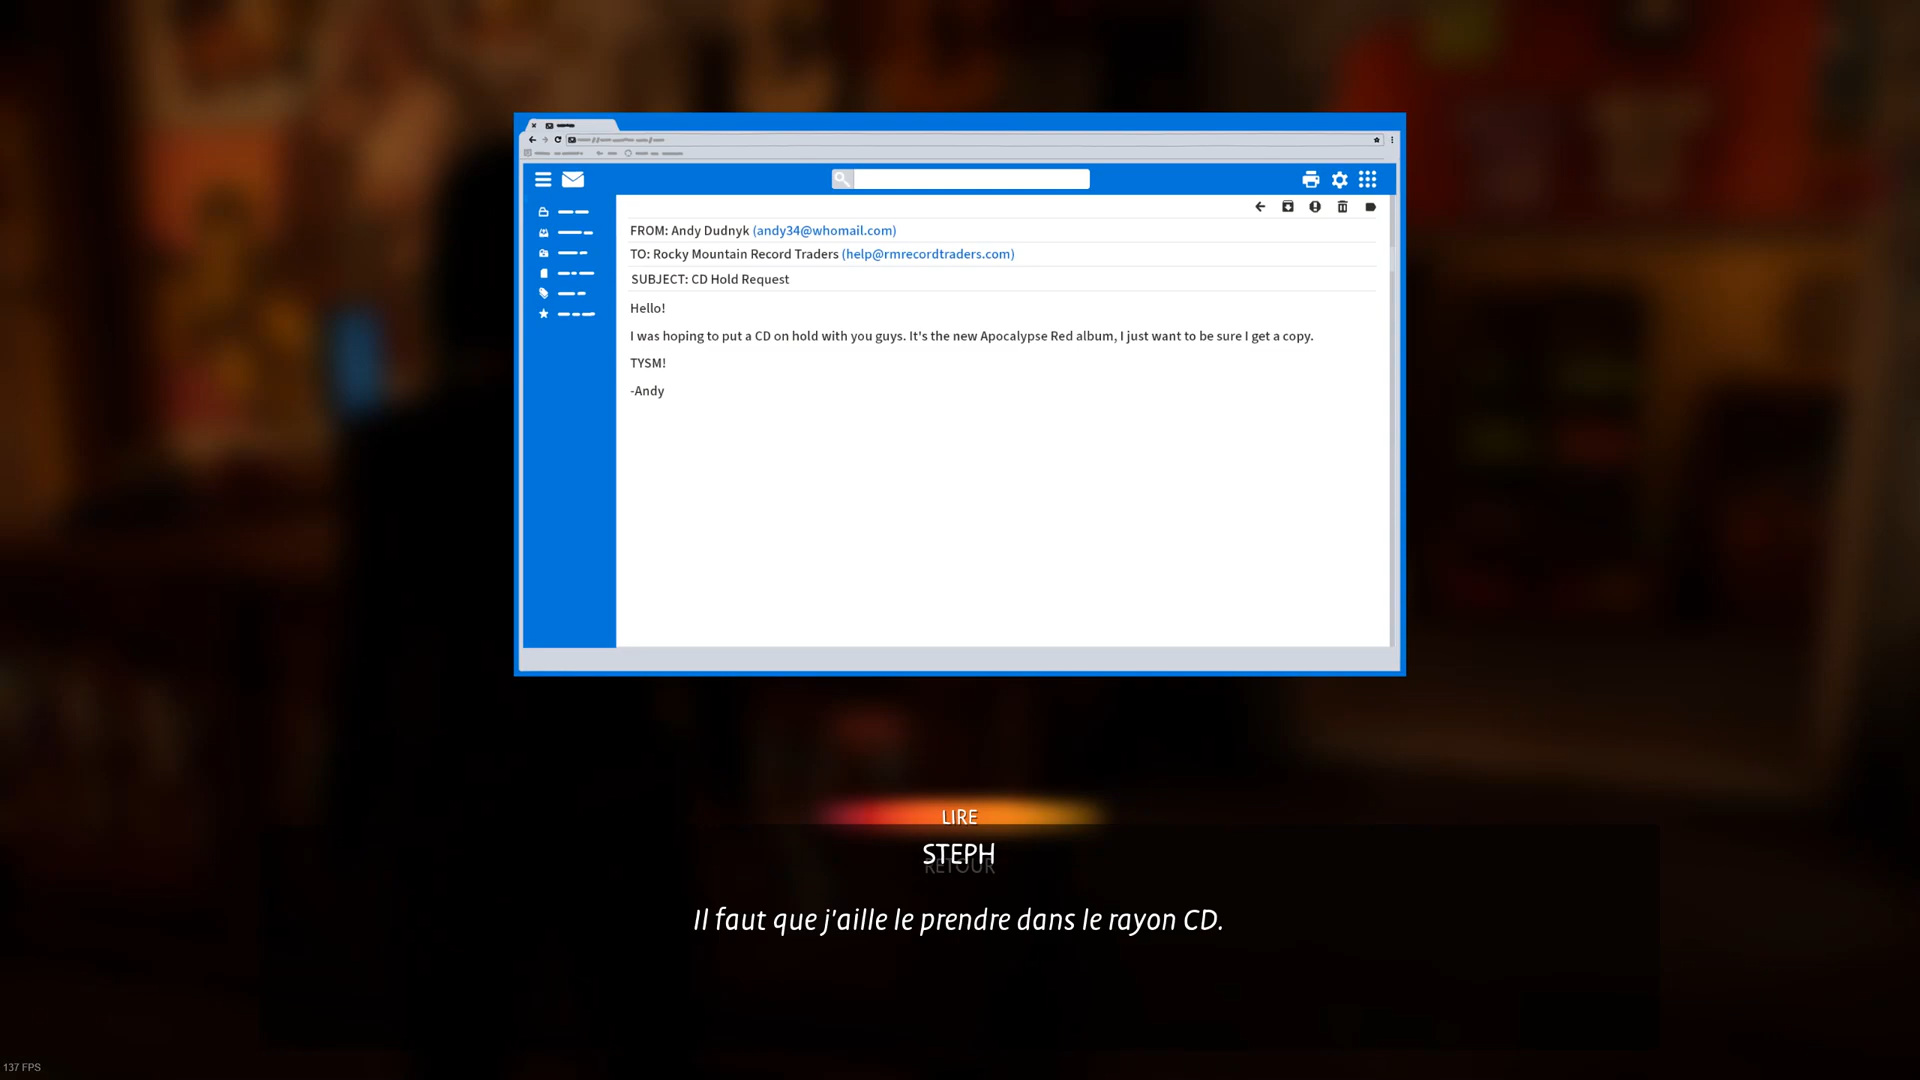 FROM: Andy Dudnyk (andy34@whomail.com)
TO: Rocky Mountain Record Traders (help@rmrecordtraders.com)
SUBJECT: CD Hold Request
Hello!
I was hoping to put a CD on hold with you guys. It's the new Apocalypse Red album, I just want to be sure I get a copy.
TYSM!
-Andy
LIRE
STEPH
RETOUR
Il faut que j'aille le prendre dans le rayon CD.
137 FPS